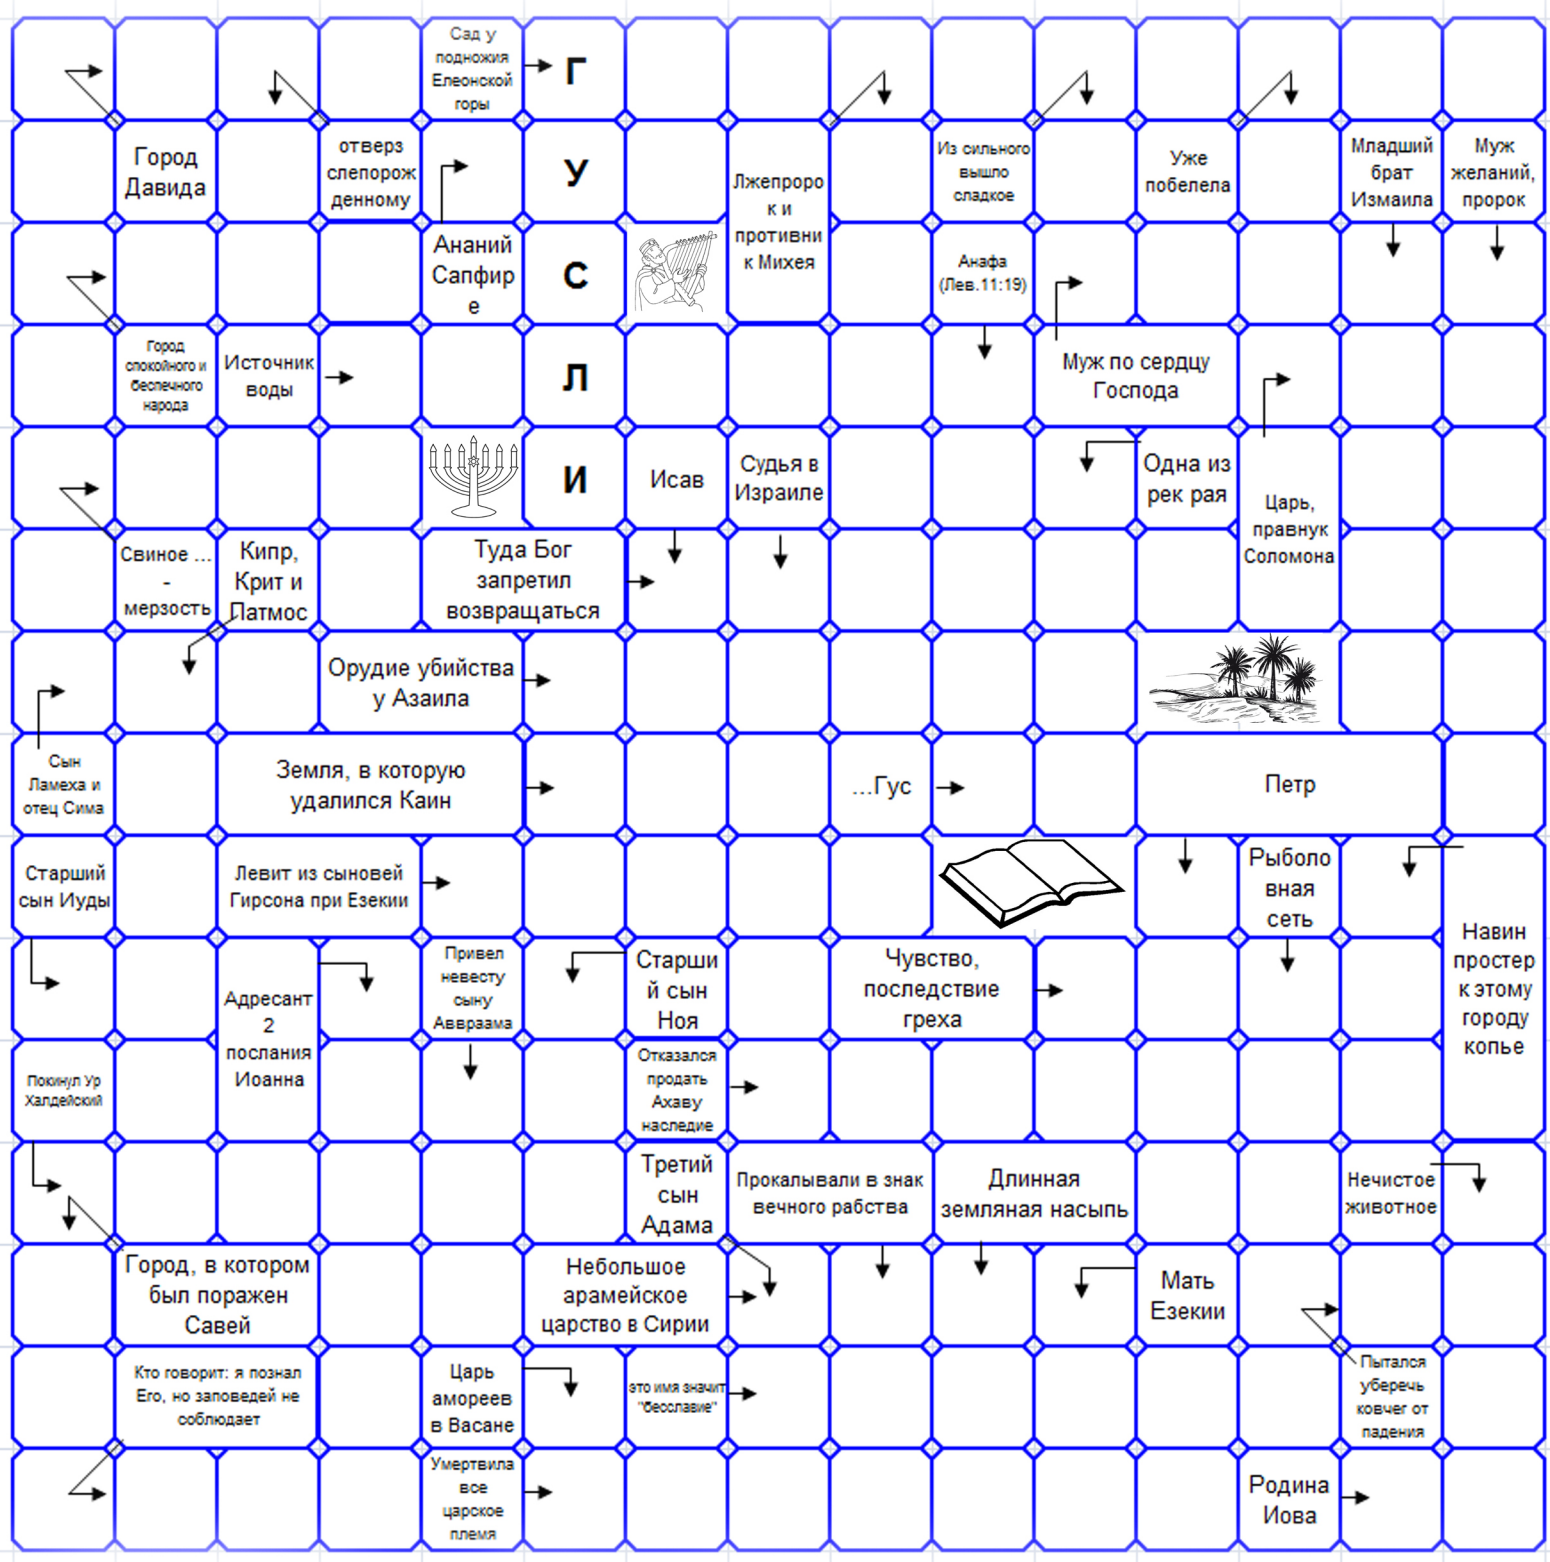 Сад у
подножия
Елеонской
горы
Г
Город
Давида
отверз
слепорож
денному
У
Лжепроро
к и
противни
к Михея
Из сильного
вышло
сладкое
Уже
побелела
Младший
брат
Измаила
Муж
желаний,
пророк
Ананий
Сапфир
е
С
Анафа
(Лев.11:19)
Город
спокойного и
беспечного
народа
Источник
воды
Л
Муж по сердцу
Господа
И
Исав
Судья в
Израиле
Одна из
рек рая
Царь,
правнук
Соломона
Свиное ...
-
мерзость
Кипр,
Крит и
Патмос
Туда Бог
запретил
возвращаться
Орудие убийства
у Азаила
Сын
Ламеха и
отец Сима
Земля, в которую
удалился Каин
...Гус
Петр
Старший
сын Иуды
Левит из сыновей
Гирсона при Езекии
Рыболо
вная
сеть
Навин
простер
к этому
городу
копье
Адресант
2
послания
Иоанна
Привел
невесту
сыну
Аввраама
Старши
й сын
Ноя
Чувство,
последствие
греха
Покинул Ур
Халдейский
Отказался
продать
Ахаву
наследие
Третий
сын
Адама
Прокалывали в знак
вечного рабства
Длинная
земляная насыпь
Нечистое
животное
Город, в котором
был поражен
Савей
Небольшое
арамейское
царство в Сирии
Мать
Езекии
Кто говорит: я познал
Его, но заповедей не
соблюдает
Царь
амореев
в Васане
это имя значит
"бесславие"
Пытался
уберечь
ковчег от
падения
Умертвила
все
царское
племя
Родина
Иова